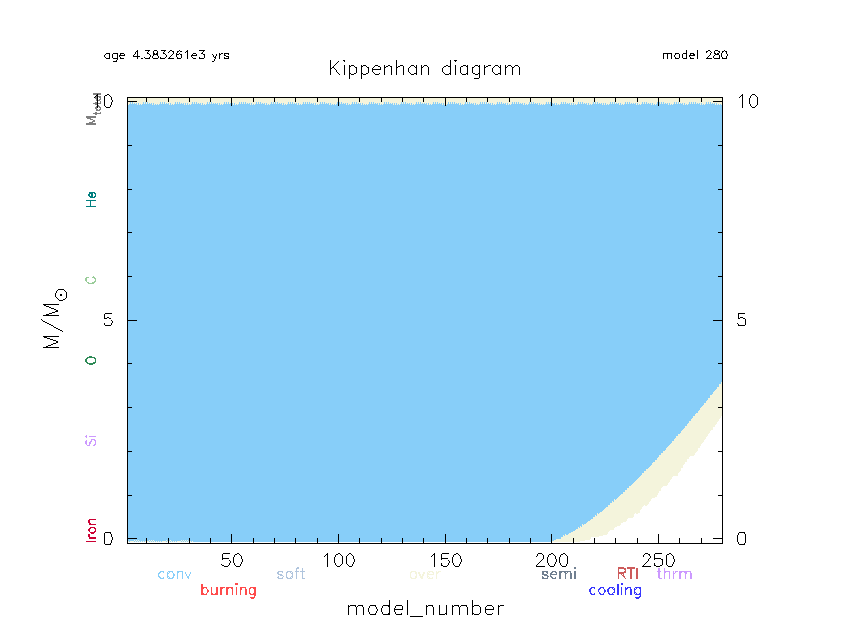 age 4.383261e3 yrs
model 280
Kippenhan diagram
M_total
10
10
He
C
M/M☉
5
5
O
Si
Iron
0
0
50
100
150
200
250
conv
soft
over
semi
RTI
thrm
burning
cooling
model_number